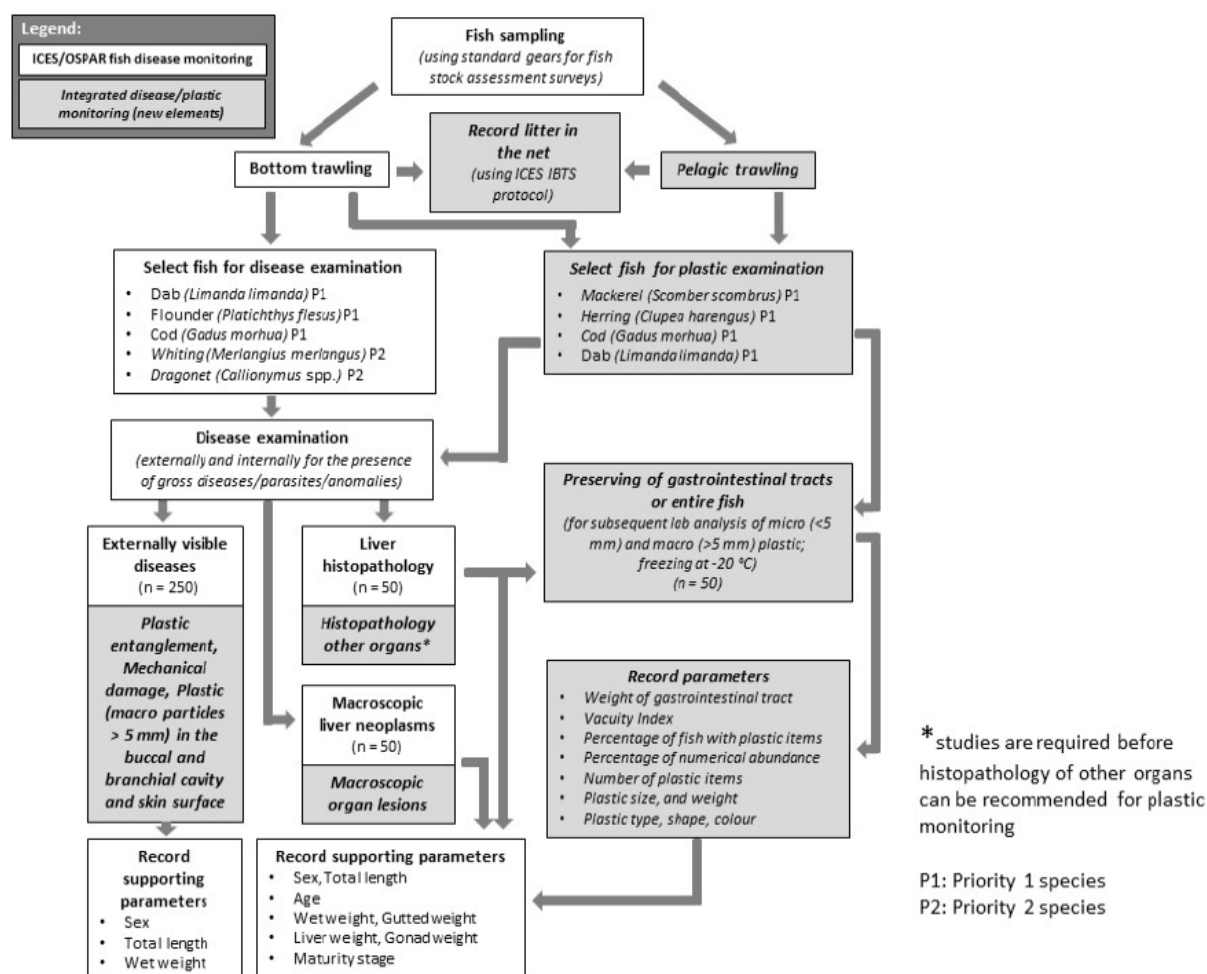 Legend:
ICES/OSPAR fish disease monitoring
Integrated disease/plastic
monitoring (new elements)
Fish sampling
(using standard gears for fish
stock assessment surveys)
Bottom trawling
Record litter in
the net
(using ICES IBTS
protocol)
Pelagic trawling
Select fish for disease examination
• Dab (Limanda limanda) P1
• Flounder (Platichthys flesus) P1
• Cod (Gadus morhua) P1
• Whiting (Merlangius merlangus) P2
• Dragonet (Callionymus spp.) P2
Select fish for plastic examination
• Mackerel (Scomber scombrus) P1
• Herring (Clupea harengus) P1
• Cod (Gadus morhua) P1
• Dab (Limanda limanda) P1
Disease examination
(externally and internally for the presence
of gross diseases/parasites/anomalies)
Preserving of gastrointestinal tracts
or entire fish
(for subsequent lab analysis of micro (<5
mm) and macro (>5 mm) plastic;
freezing at -20 °C)
(n = 50)
Externally visible
diseases
(n = 250)
Plastic
entanglement,
Mechanical
damage, Plastic
(macro particles
> 5 mm) in the
buccal and
branchial cavity
and skin surface
Liver
histopathology
(n = 50)
Histopathology
other organs*
Macroscopic
liver neoplasms
(n = 50)
Macroscopic
organ lesions
Record parameters
• Weight of gastrointestinal tract
• Vacuity Index
• Percentage of fish with plastic items
• Percentage of numerical abundance
• Number of plastic items
• Plastic size, and weight
• Plastic type, shape, colour
Record
supporting
parameters
• Sex
• Total length
• Wet weight
Record supporting parameters
• Sex, Total length
• Age
• Wet weight, Gutted weight
• Liver weight, Gonad weight
• Maturity stage
*studies are required before
histopathology of other organs
can be recommended for plastic
monitoring
P1: Priority 1 species
P2: Priority 2 species